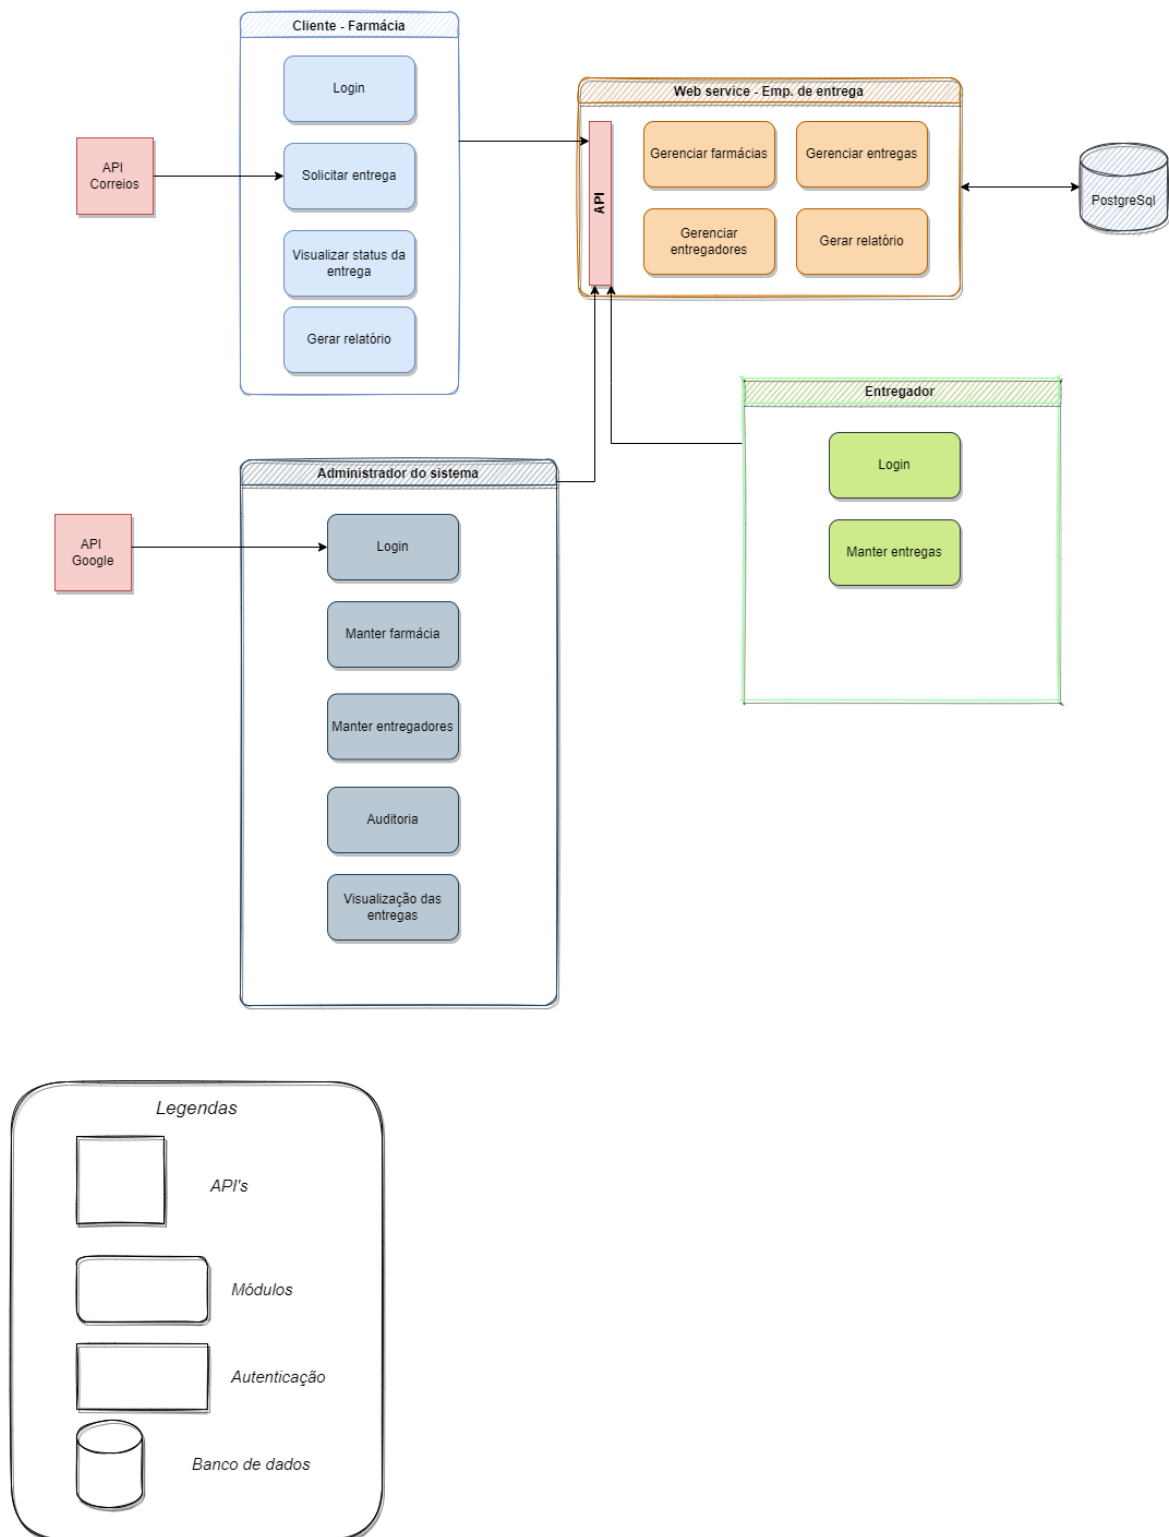 Cliente - Farmácia
Login
Solicitar entrega
Visualizar status da
entrega
Gerar relatório
API
Correios
Web service - Emp. de entrega
API
Gerenciar farmácias
Gerenciar entregas
Gerenciar
entregadores
Gerar relatório
PostgreSql
Entregador
Login
Manter entregas
Administrador do sistema
Login
Manter farmácia
Manter entregadores
Auditoria
Visualização das
entregas
API
Google
Legendas
API's
Módulos
Autenticação
Banco de dados